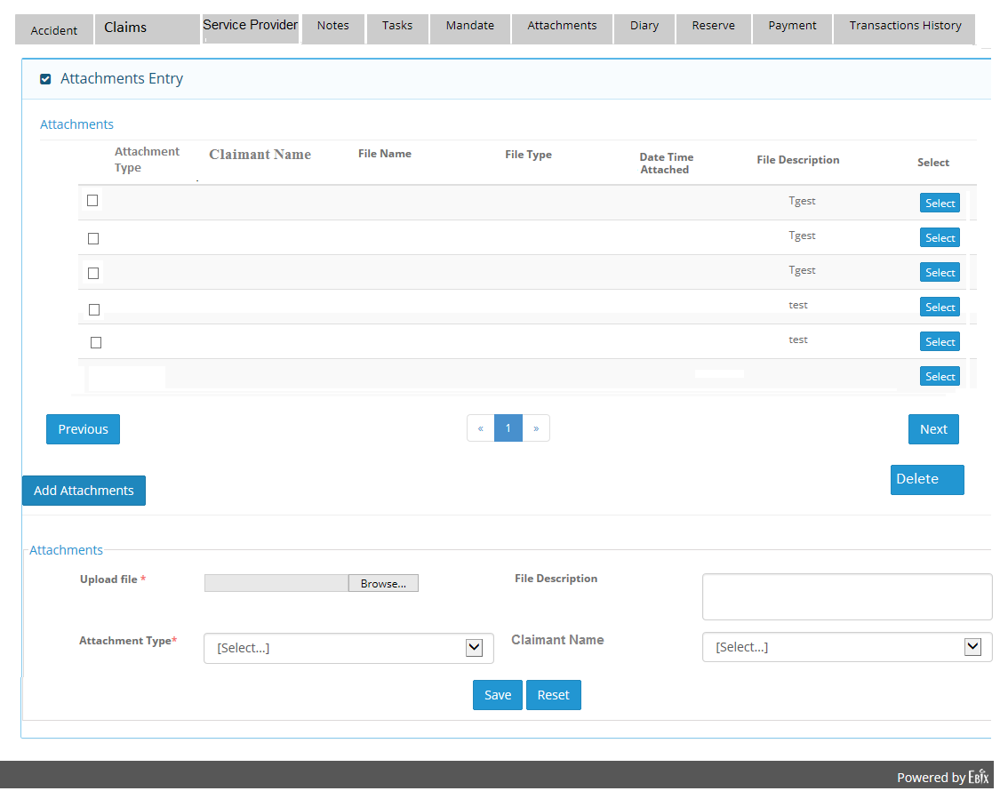 Accident Claims Service Provider Notes Tasks Mandate Attachments Diary Reserve Payment Transactions History
Attachments Entry
Attachments
Attachment Type Claimant Name File Name File Type Date Time Attached File Description Select
Tgest Select
Tgest Select
Tgest Select
test Select
test Select
Select
Previous « 1 » Next
Delete
Add Attachments
Attachments
Upload file * Browse... File Description
Attachment Type* [Select...] Claimant Name [Select...]
Save Reset
Powered by Ebix